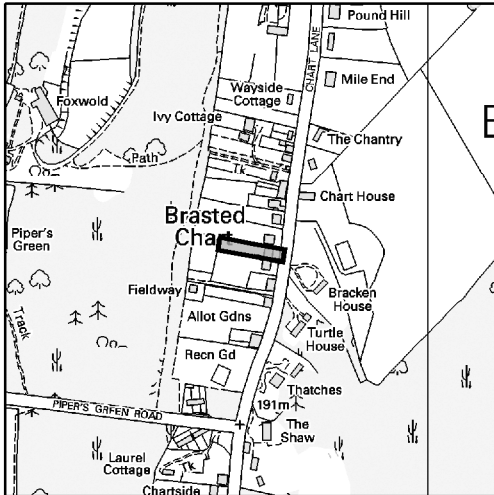 Pound Hill
CHART LANE
Mile End
Foxwold
Wayside
Cottage
Ivy Cottage
The Chantry
Path
Tk
Chart House
Brasted
Chart
Piper's
Green
Fieldway
Bracken
House
Allot Gdns
Turtle
House
Track
Recn Gd
Thatches
PIPER'S GREEN ROAD
191m
The
Shaw
Laurel
Cottage
Tk
Chartside